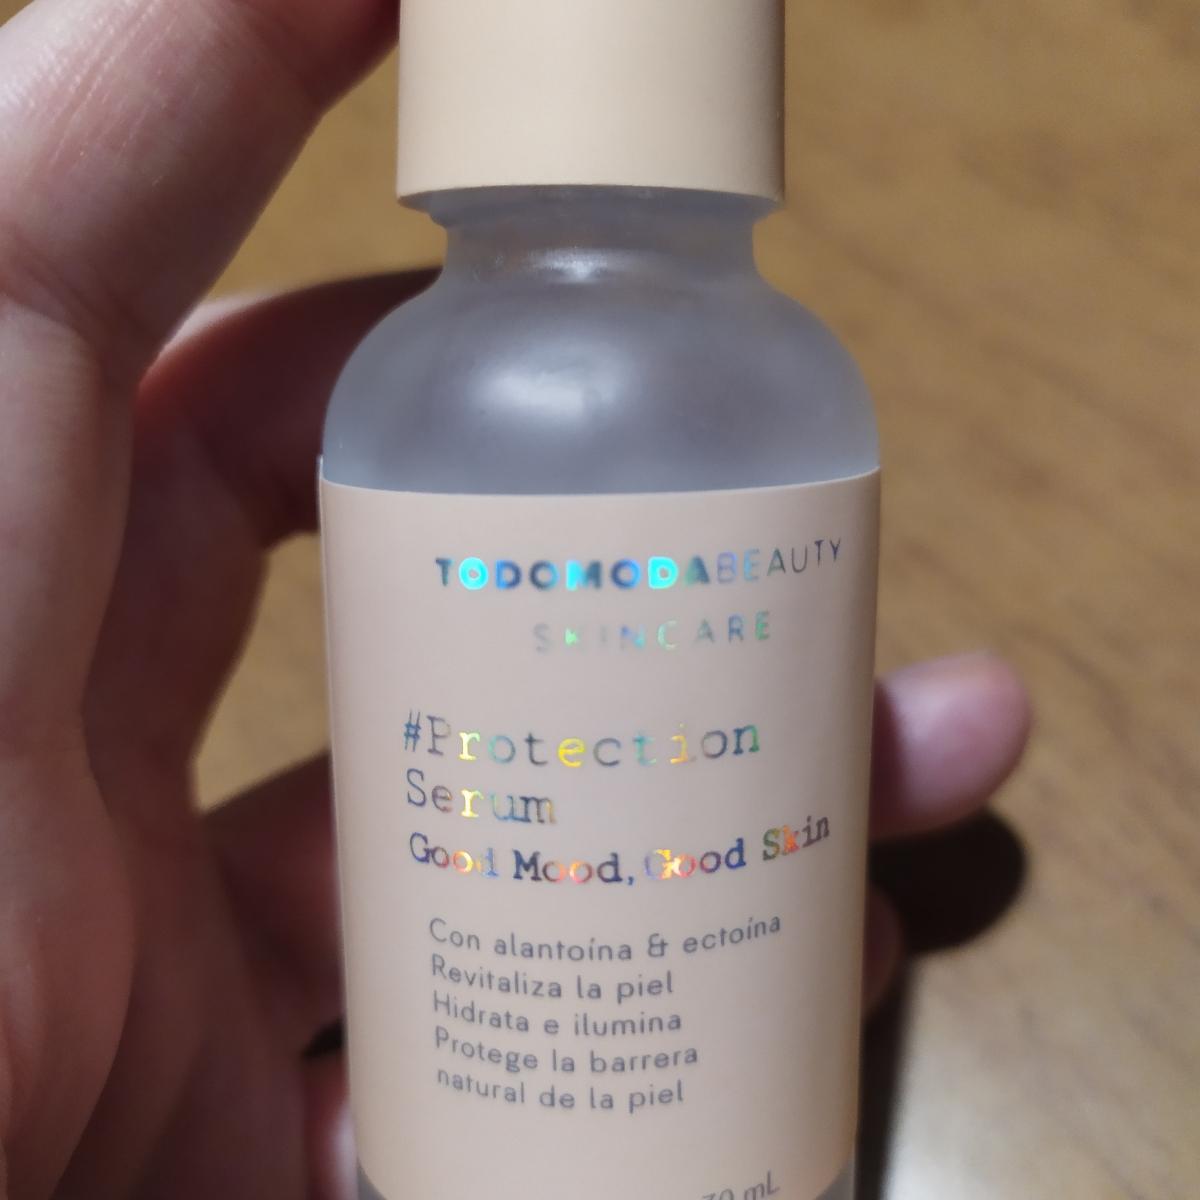 TODOMODABEAUTY
SKINCARE
#Protection
Serum
Good Mood, Good Skin
Con alantoína & ectoína
Revitaliza la piel
Hidrata e ilumina
Protege la barrera
natural de la piel
mL